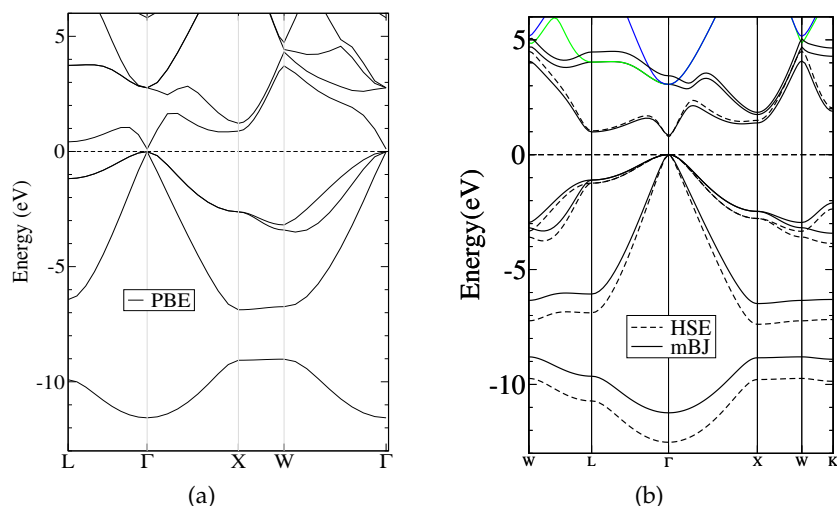 5
0
-5
-10
Energy (eV)
PBE
L Γ X W Γ
(a)
5
0
-5
-10
Energy(eV)
HSE
mBJ
W L Γ X W K
(b)